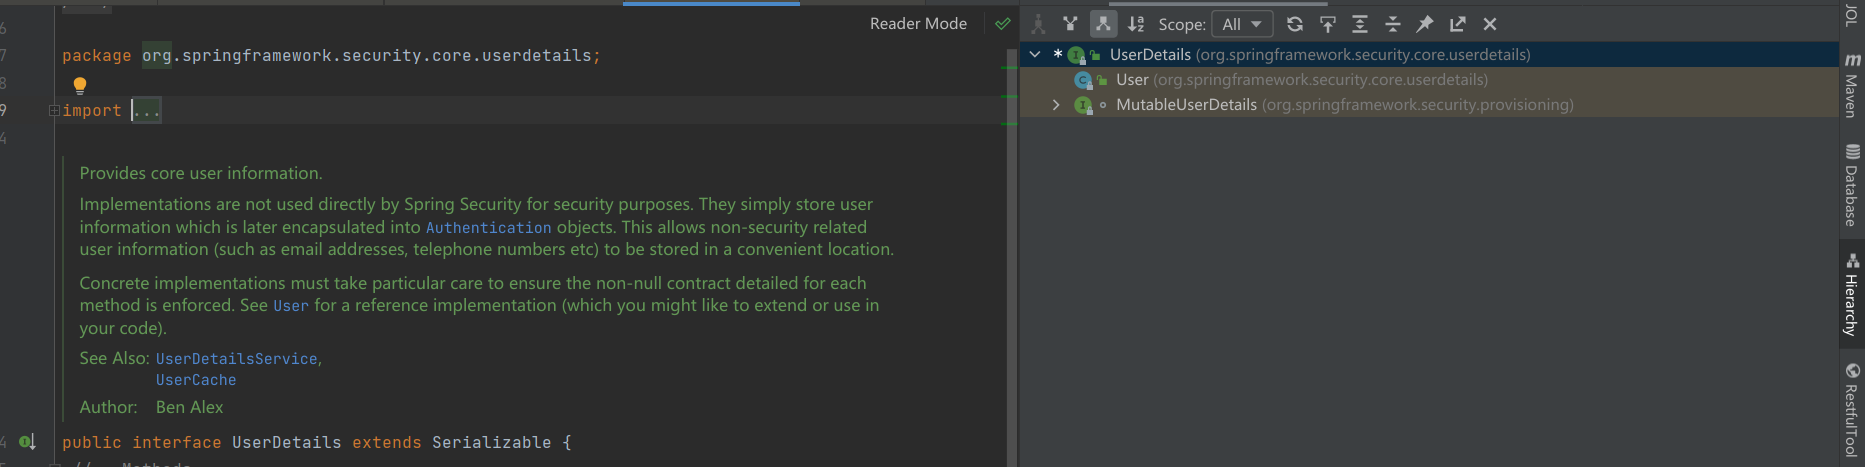 Reader Mode
6
7 package org.springframework.security.core.userdetails;
8
9 import ...
4
Provides core user information.
Implementations are not used directly by Spring Security for security purposes. They simply store user
information which is later encapsulated into Authentication objects. This allows non-security related
user information (such as email addresses, telephone numbers etc) to be stored in a convenient location.
Concrete implementations must take particular care to ensure the non-null contract detailed for each
method is enforced. See User for a reference implementation (which you might like to extend or use in
your code).
See Also: UserDetailsService,
UserCache
Author: Ben Alex
4 public interface UserDetails extends Serializable {
Scope: All
* UserDetails (org.springframework.security.core.userdetails)
User (org.springframework.security.core.userdetails)
MutableUserDetails (org.springframework.security.provisioning)
JOL
Maven
Database
Hierarchy
RestfulTool